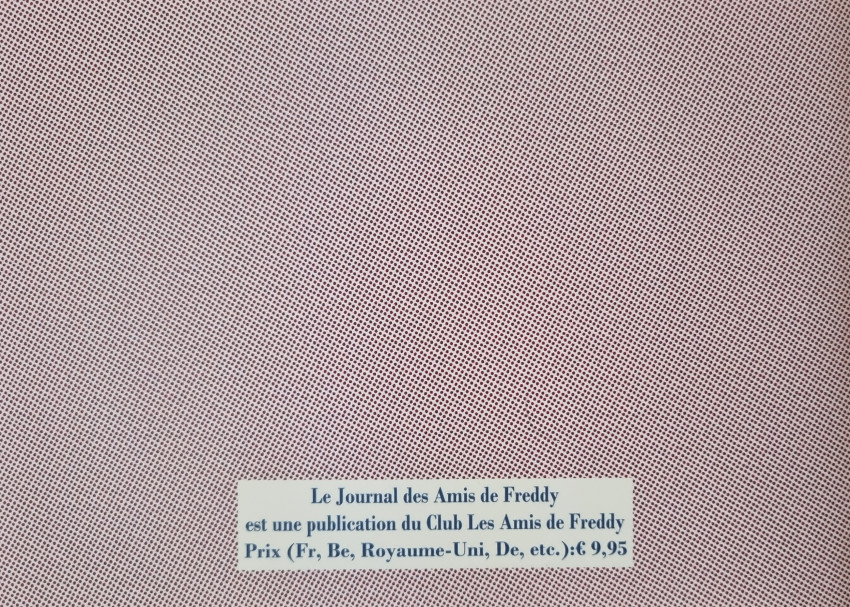 Le Journal des Amis de Freddy
est une publication du Club Les Amis de Freddy
Prix (Fr, Be, Royaume-Uni, De, etc.):€ 9,95